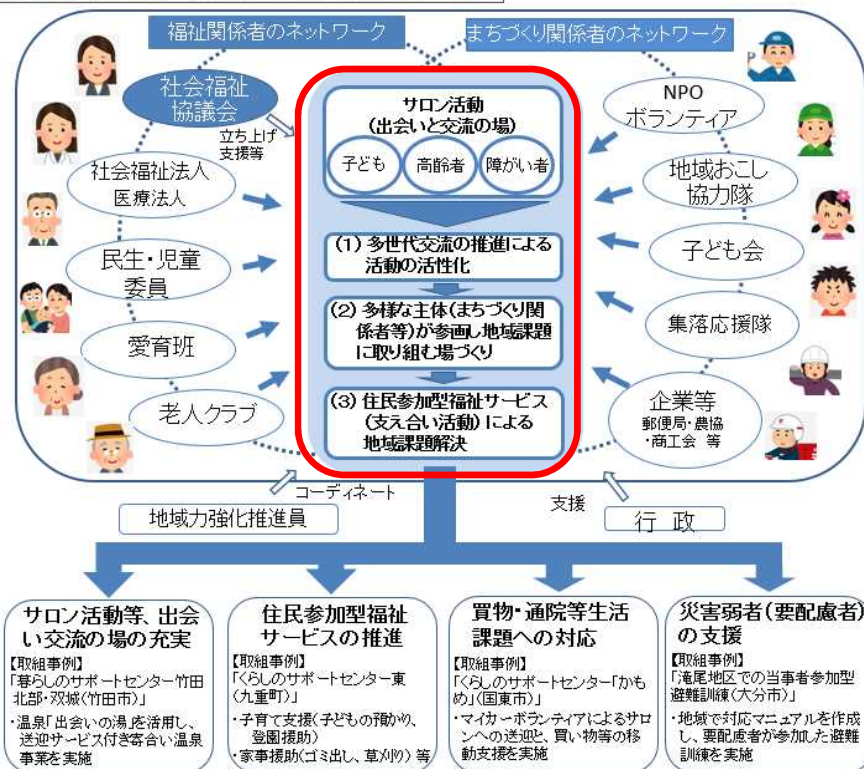 福祉関係者のネットワーク
まちづくり関係者のネットワーク
社会福祉
協議会
立ち上げ
支援等
社会福祉法人
医療法人
民生・児童
委員
愛育班
老人クラブ
サロン活動
(出会いと交流の場)
子ども
高齢者
障がい者
(1) 多世代交流の推進による
活動の活性化
(2) 多様な主体(まちづくり関
係者等)が参画し地域課題
に取り組む場づくり
(3) 住民参加型福祉サービス
(支え合い活動)による
地域課題解決
NPO
ボランティア
地域おこし
協力隊
子ども会
集落応援隊
企業等
郵便局・農協
・商工会 等
コーディネート
地域力強化推進員
支援
行 政
サロン活動等、出会
い交流の場の充実
【取組事例】
「暮らしのサポートセンター竹田
北部・双城(竹田市)」
・温泉「出会いの湯」を活用し、
送迎サービス付き寄合い温泉
事業を実施
住民参加型福祉
サービスの推進
【取組事例】
「くらしのサポートセンター東
(九重町)」
・子育て支援(子どもの預かり、
登園援助)
・家事援助(ゴミ出し、草刈り) 等
買物・通院等生活
課題への対応
【取組事例】
「くらしのサポートセンター「かも
め」(国東市)」
・マイカーボランティアによるサロ
ンへの送迎と、買い物等の移
動支援を実施
災害弱者(要配慮者)
の支援
【取組事例】
「滝尾地区での当事者参加型
避難訓練(大分市)」
・地域で対応マニュアルを作成
し、要配慮者が参加した避難
訓練を実施